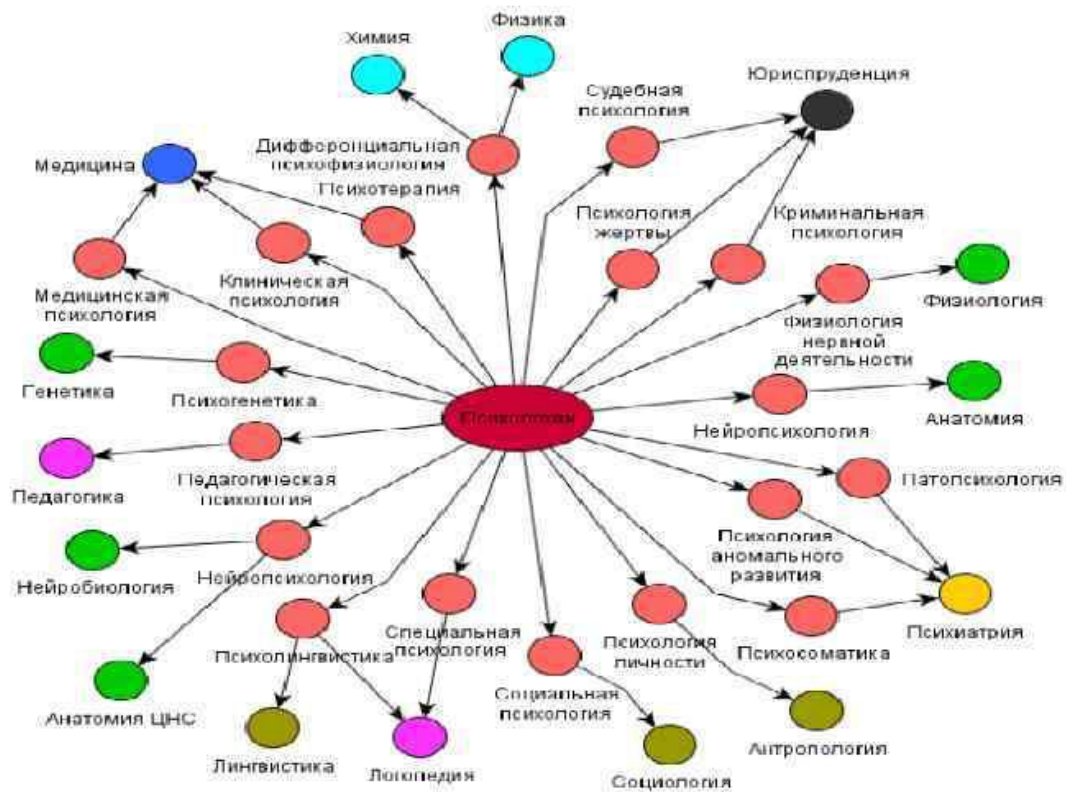 Физика
Химия
Юриспруденция
Судебная
психология
Дифференциальная
психофизиология
Медицина
Психотерапия
Психология
жертвы
Криминальная
психология
Клиническая
психология
Медицинская
психология
Физиология
Физиология
нервной
деятельности
Генетика
Психогенетика
Психология
Нейропсихология
Анатомия
Педагогика
Педагогическая
психология
Патопсихология
Психология
аномального
развития
Нейробиология
Нейропсихология
Специальная
психология
Психолингвистика
Психология
личности
Психосоматика
Психиатрия
Социальная
психология
Анатомия ЦНС
Лингвистика
Логопедия
Социология
Антропология